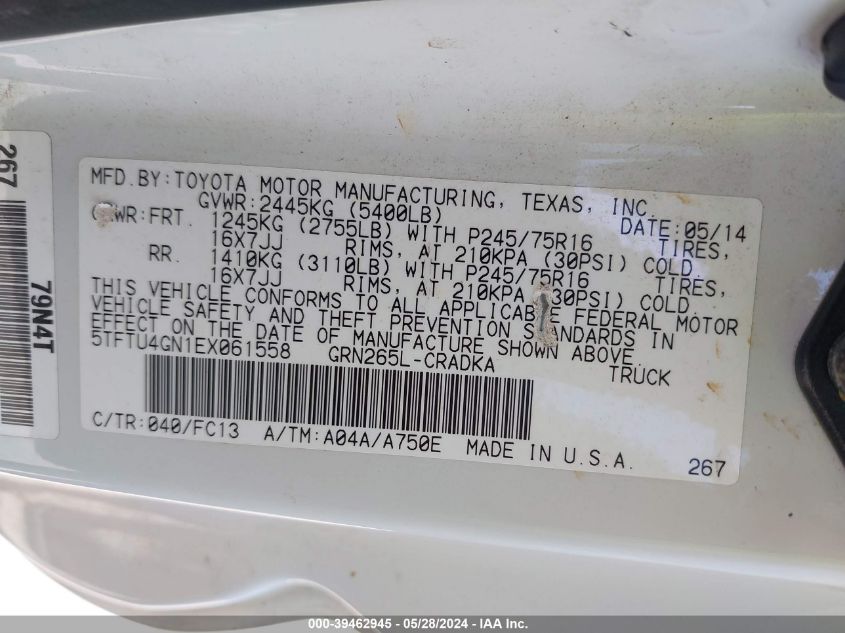 267
79N4T
MFD.BY:TOYOTA MOTOR MANUFACTURING, TEXAS, INC.
GVWR:2445KG (5400LB) DATE:05/14
WR:FRT. 1245KG (2755LB) WITH P245/75R16 TIRES,
16X7JJ RIMS, AT 210KPA (30PSI) COLD.
RR. 1410KG (3110LB) WITH P245/75R16 TIRES,
16X7JJ RIMS, AT 210KPA (30PSI) COLD.
THIS VEHICLE CONFORMS TO ALL APPLICABLE FEDERAL MOTOR
VEHICLE SAFETY AND THEFT PREVENTION STANDARDS IN
EFFECT ON THE DATE OF MANUFACTURE SHOWN ABOVE.
5TFTU4GN1EX061558 GRN265L-CRADKA TRUCK
C/TR:040/FC13 A/TM:A04A/A750E MADE IN U.S.A. 267
000-39462945 - 05/28/2024 - COPYRIGHT IAA, LLC.